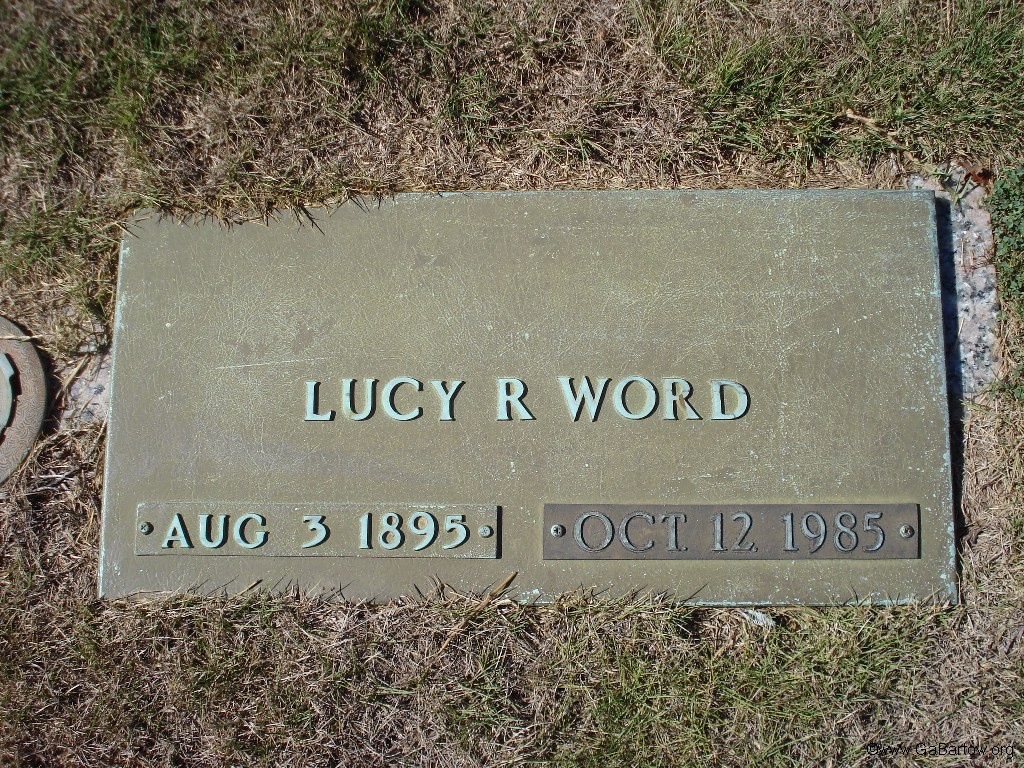 LUCY R WORD
AUG 3 1895 OCT. 12, 1985
©www.GaBartow.org